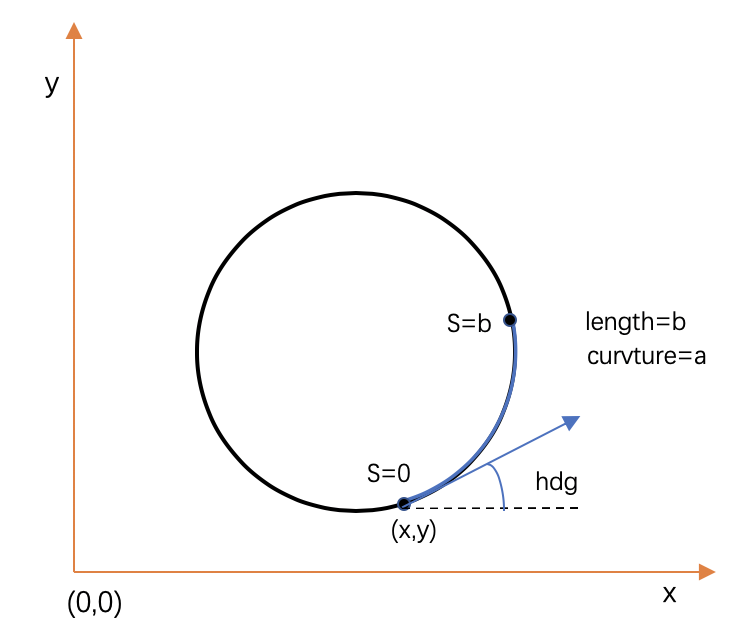 y
S=b
length=b
curvture=a
S=0
hdg
(x,y)
x
(0,0)